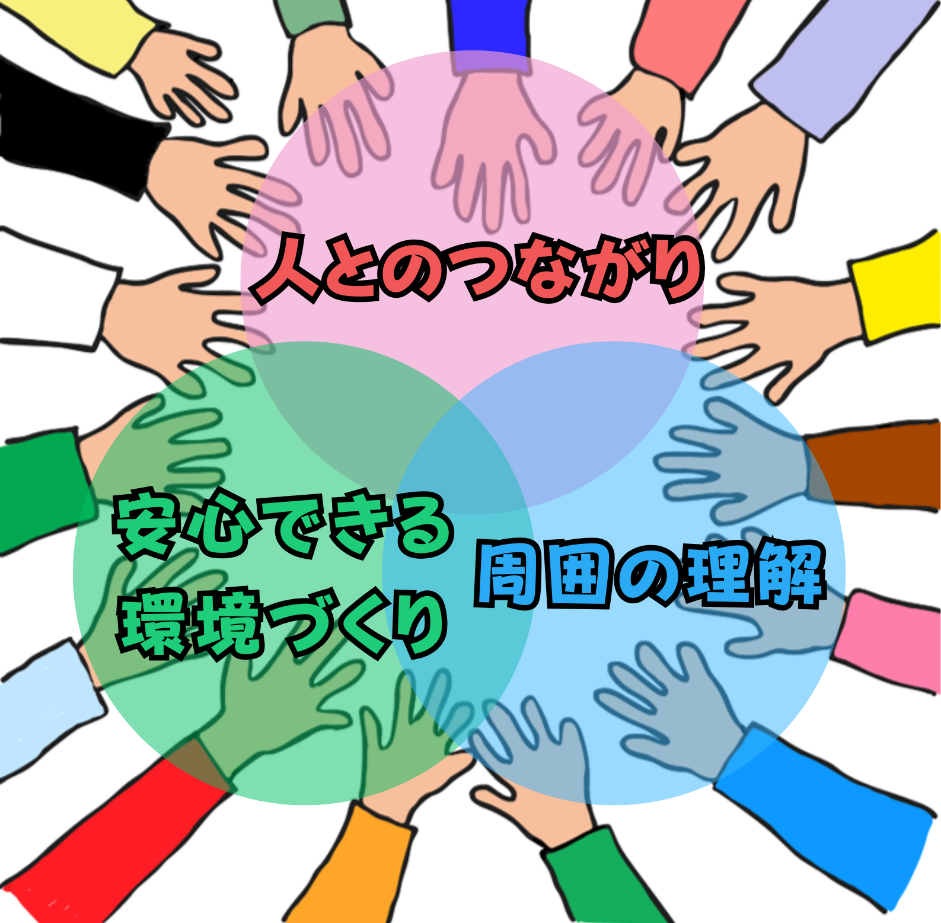 人とのつながり
安心できる
環境づくり
周囲の理解